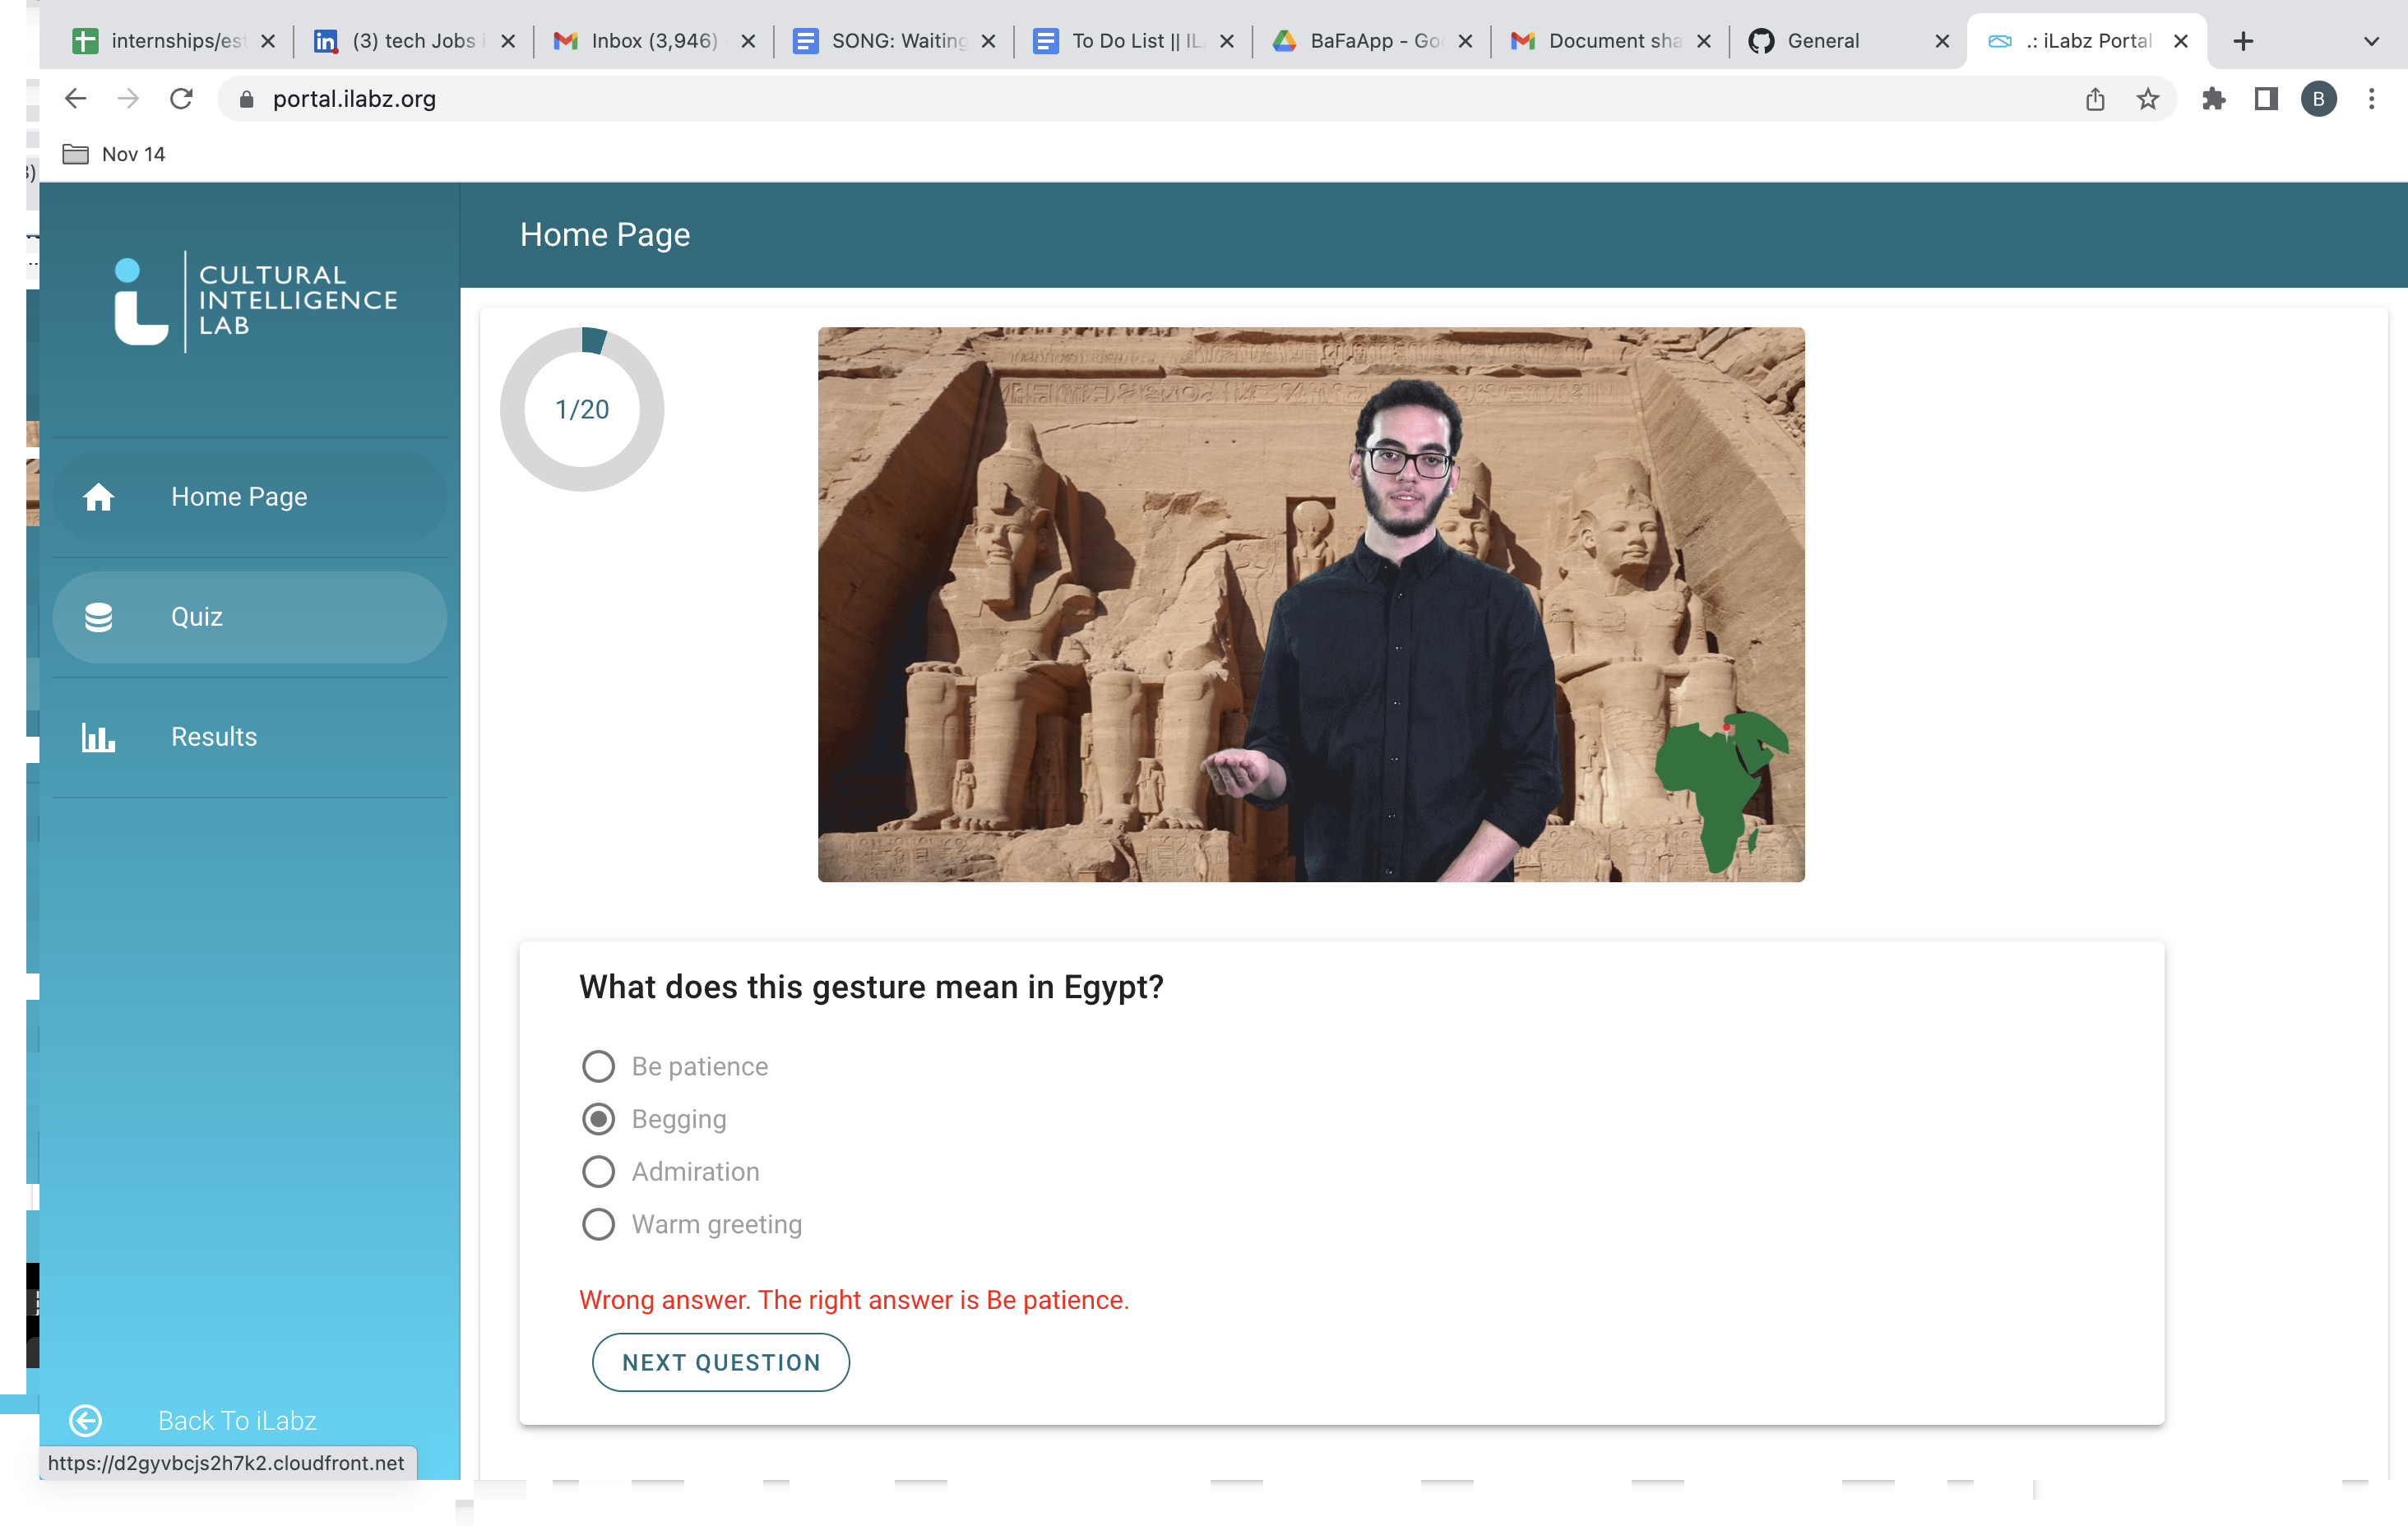 internships/es
(3) tech Jobs i
Inbox (3,946)
SONG: Waiting
To Do List || IL
BaFaApp - Go
Document sha
General
.: iLabz Portal
portal.ilabz.org
B
Nov 14
CULTURAL
INTELLIGENCE
LAB
Home Page
Quiz
Results
Back To iLabz
https://d2gyvbcjs2h7k2.cloudfront.net
Home Page
1/20
What does this gesture mean in Egypt?
Be patience
Begging
Admiration
Warm greeting
Wrong answer. The right answer is Be patience.
NEXT QUESTION